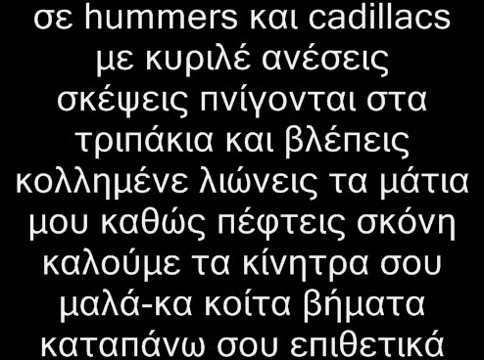 σε hummers και cadillacs
με κυριλέ ανέσεις
σκέψεις πνίγονται στα
τριπάκια και βλέπεις
κολλημένε λιώνεις τα μάτια
μου καθώς πέφτεις σκόνη
καλούμε τα κίνητρα σου
μαλά-κα κοίτα βήματα
καταπάνω σου επιθετικά